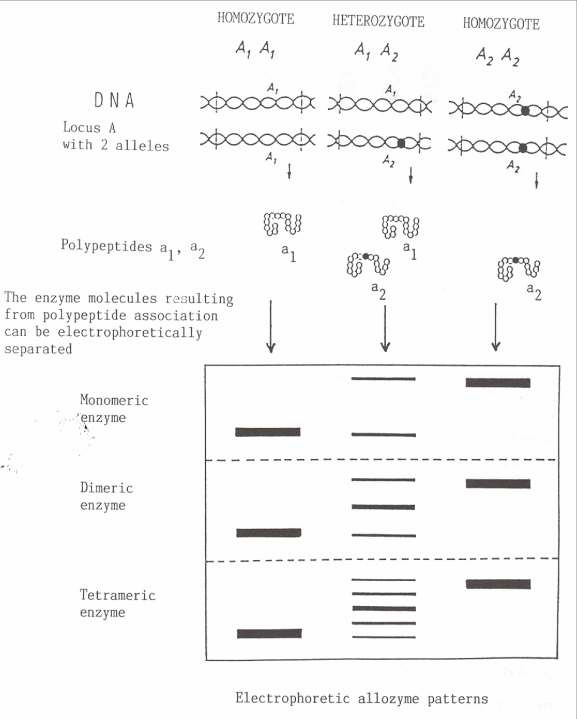 HOMOZYGOTE HETEROZYGOTE HOMOZYGOTE
A1 A1 A1 A2 A2 A2
A1 A1 A2
DNA
Locus A
with 2 alleles
A1 A2 A2
Polypeptides a1, a2
a1 a1
a2 a2
The enzyme molecules resulting
from polypeptide association
can be electrophoretically
separated
Monomeric
enzyme
Dimeric
enzyme
Tetrameric
enzyme
Electrophoretic allozyme patterns